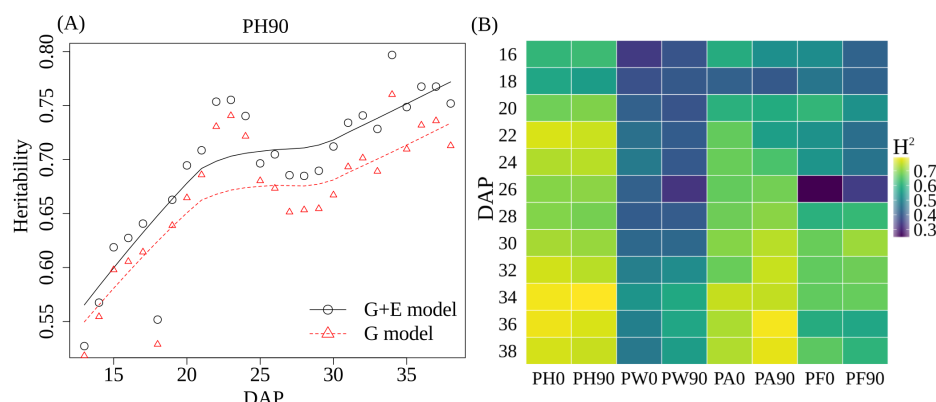 (A)
PH90
Heritability
0.80
0.75
0.70
0.65
0.60
0.55
G+E model
G model
15 20 25 30 35
DAP
(B)
DAP
16
18
20
22
24
26
28
30
32
34
36
38
PH0 PH90 PW0 PW90 PA0 PA90 PF0 PF90
H²
0.7
0.6
0.5
0.4
0.3